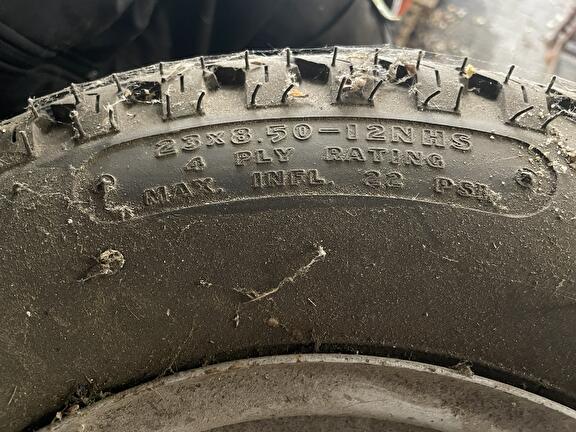 23x8.50-12NHS
4 PLY RATING
MAX. INFL. 22 PSI